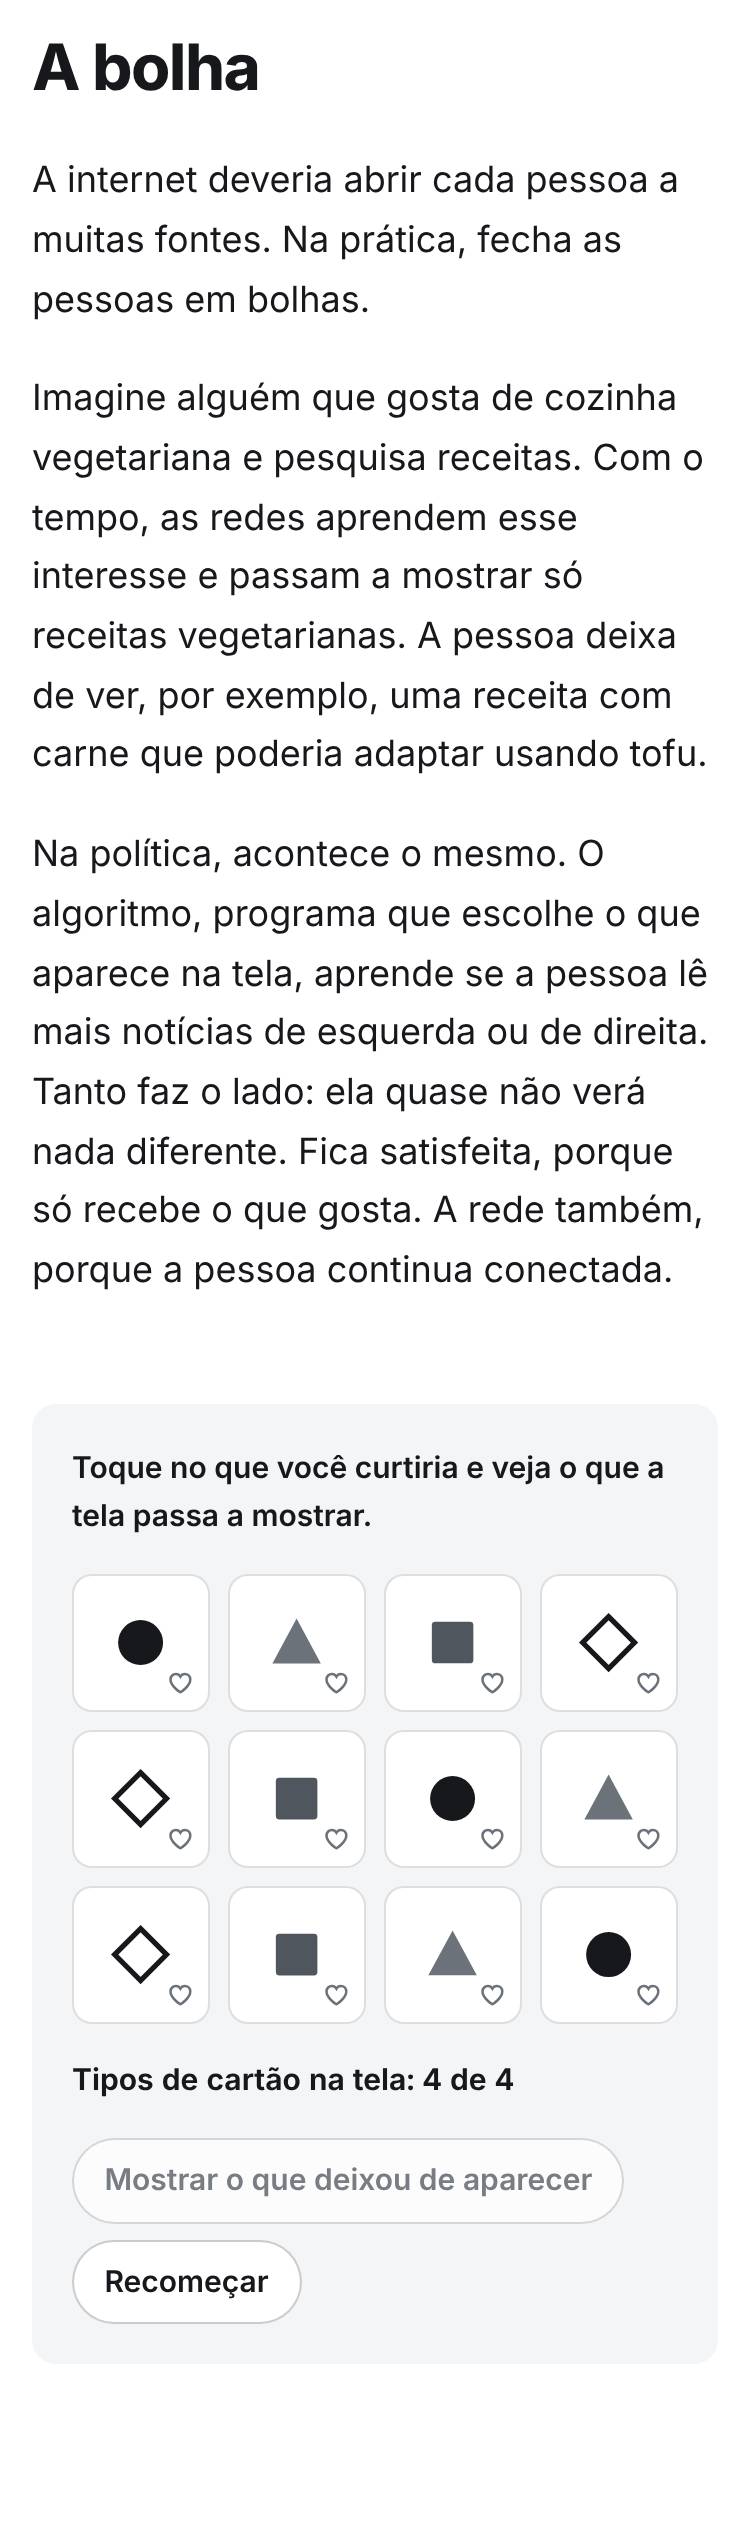 A bolha
A internet deveria abrir cada pessoa a
muitas fontes. Na prática, fecha as
pessoas em bolhas.
Imagine alguém que gosta de cozinha
vegetariana e pesquisa receitas. Com o
tempo, as redes aprendem esse
interesse e passam a mostrar só
receitas vegetarianas. A pessoa deixa
de ver, por exemplo, uma receita com
carne que poderia adaptar usando tofu.
Na política, acontece o mesmo. O
algoritmo, programa que escolhe o que
aparece na tela, aprende se a pessoa lê
mais notícias de esquerda ou de direita.
Tanto faz o lado: ela quase não verá
nada diferente. Fica satisfeita, porque
só recebe o que gosta. A rede também,
porque a pessoa continua conectada.
Toque no que você curtiria e veja o que a
tela passa a mostrar.
Tipos de cartão na tela: 4 de 4
Mostrar o que deixou de aparecer
Recomeçar